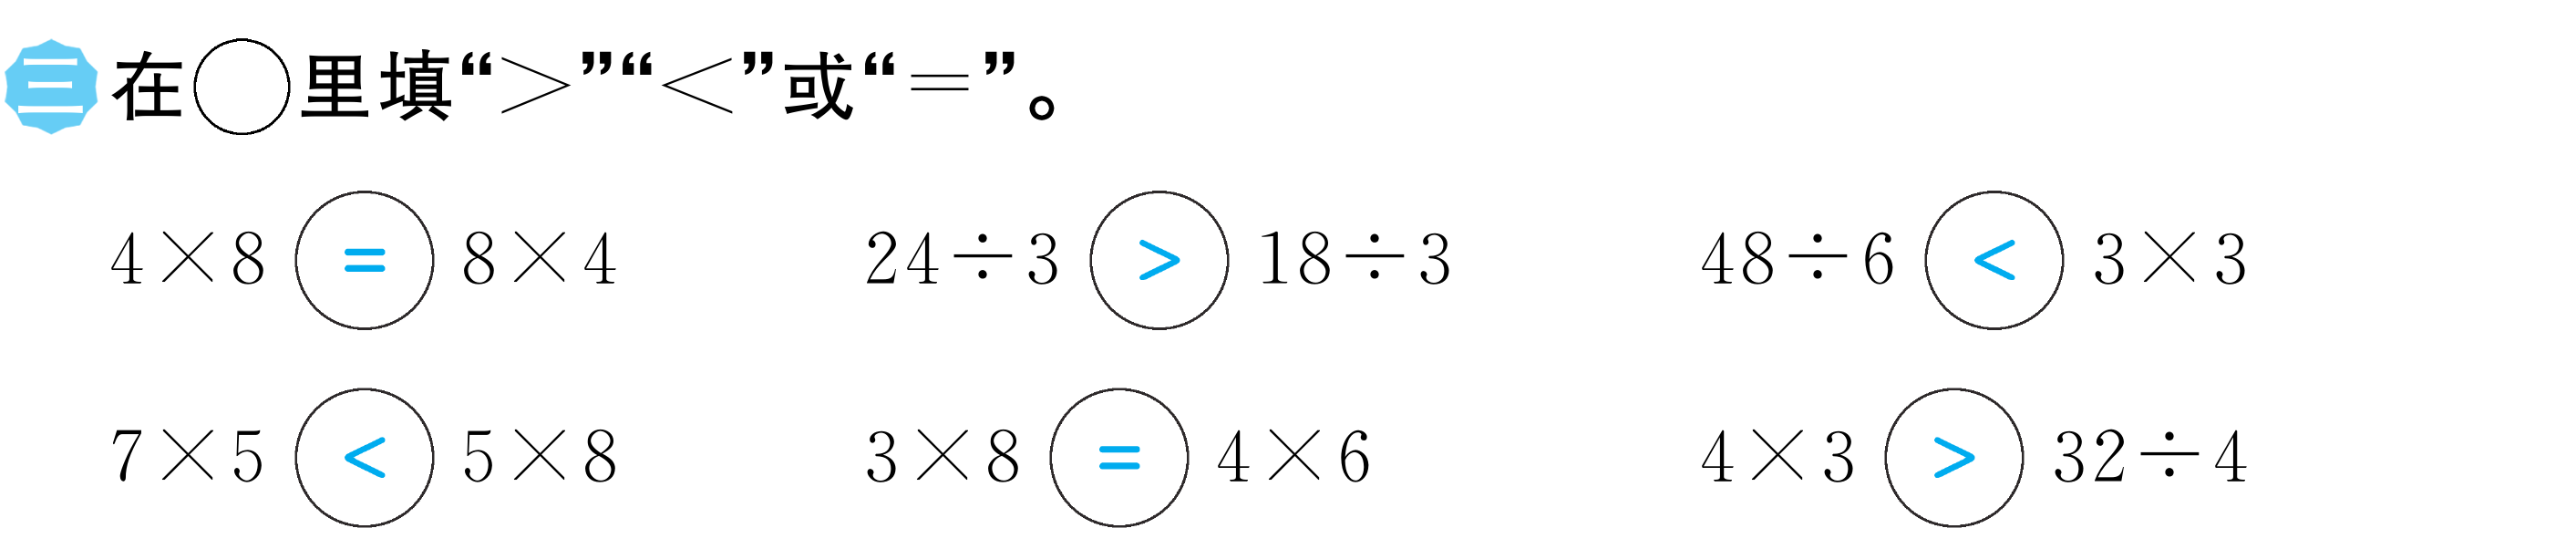 三 在○里填“>”“<”或“=”。
4×8 = 8×4 24÷3 > 18÷3 48÷6 < 3×3
7×5 < 5×8 3×8 = 4×6 4×3 > 32÷4